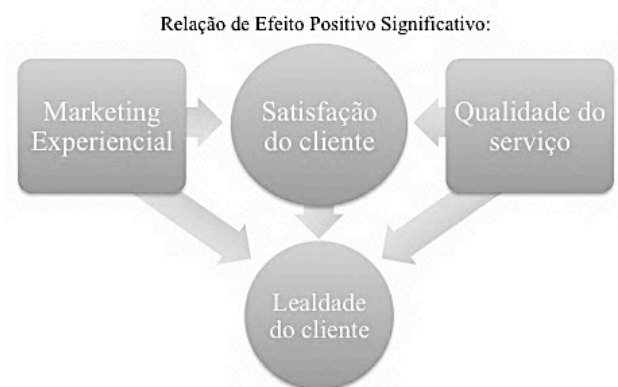 Relação de Efeito Positivo Significativo:
Marketing
Experiencial
Satisfação
do cliente
Qualidade do
serviço
Lealdade
do cliente